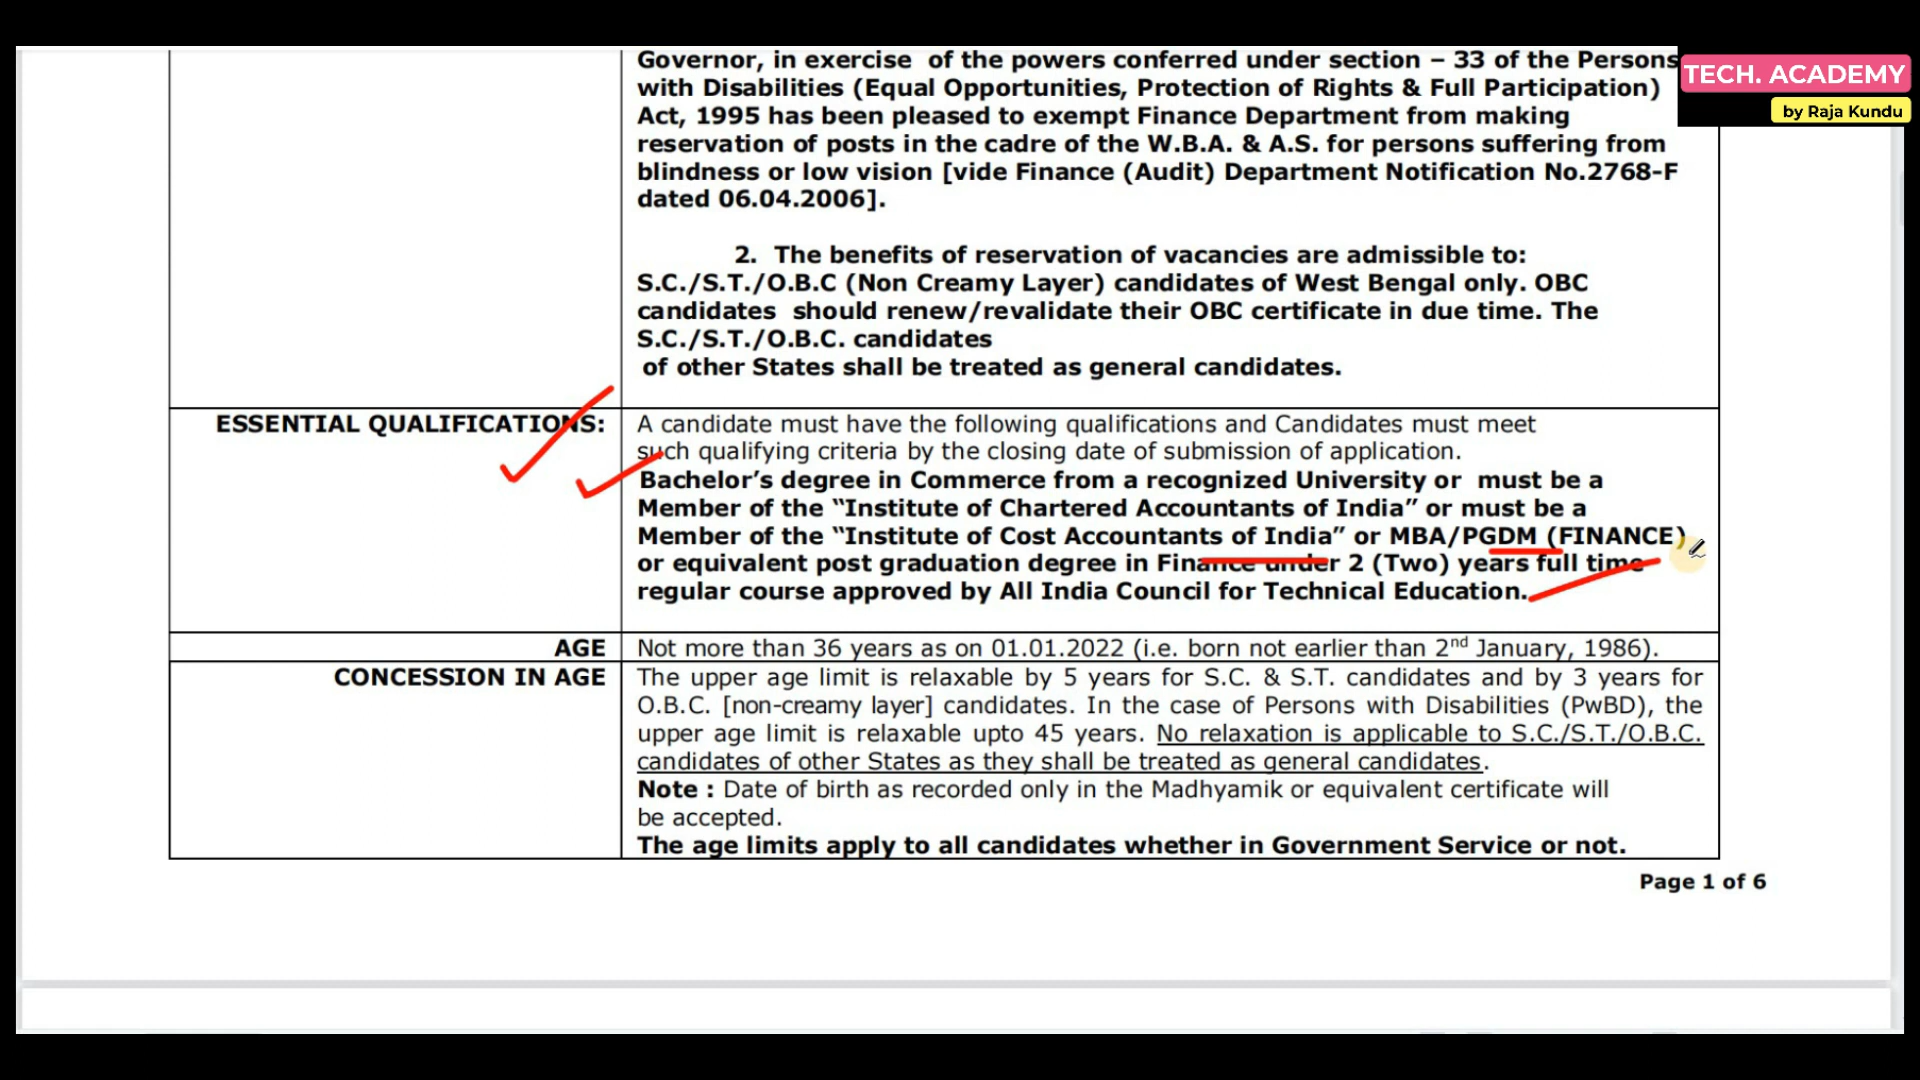 Governor, in exercise of the powers conferred under section – 33 of the Persons
with Disabilities (Equal Opportunities, Protection of Rights & Full Participation)
Act, 1995 has been pleased to exempt Finance Department from making
reservation of posts in the cadre of the W.B.A. & A.S. for persons suffering from
blindness or low vision [vide Finance (Audit) Department Notification No.2768-F
dated 06.04.2006].
TECH. ACADEMY
by Raja Kundu
2. The benefits of reservation of vacancies are admissible to:
S.C./S.T./O.B.C (Non Creamy Layer) candidates of West Bengal only. OBC
candidates should renew/revalidate their OBC certificate in due time. The
S.C./S.T./O.B.C. candidates
of other States shall be treated as general candidates.
ESSENTIAL QUALIFICATIONS:
A candidate must have the following qualifications and Candidates must meet
such qualifying criteria by the closing date of submission of application.
Bachelor’s degree in Commerce from a recognized University or must be a
Member of the “Institute of Chartered Accountants of India” or must be a
Member of the “Institute of Cost Accountants of India” or MBA/PGDM (FINANCE)
or equivalent post graduation degree in Finance under 2 (Two) years full time
regular course approved by All India Council for Technical Education.
AGE
Not more than 36 years as on 01.01.2022 (i.e. born not earlier than 2nd January, 1986).
CONCESSION IN AGE
The upper age limit is relaxable by 5 years for S.C. & S.T. candidates and by 3 years for
O.B.C. [non-creamy layer] candidates. In the case of Persons with Disabilities (PwBD), the
upper age limit is relaxable upto 45 years. No relaxation is applicable to S.C./S.T./O.B.C.
candidates of other States as they shall be treated as general candidates.
Note : Date of birth as recorded only in the Madhyamik or equivalent certificate will
be accepted.
The age limits apply to all candidates whether in Government Service or not.
Page 1 of 6